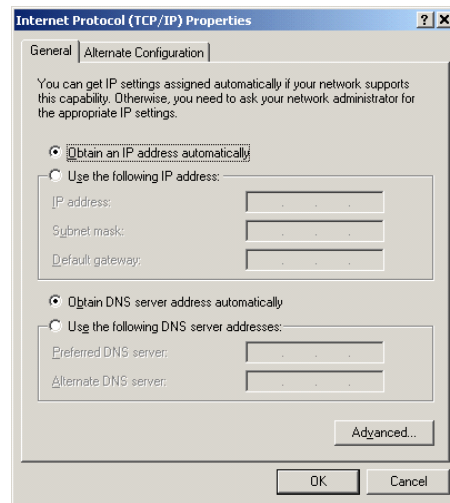 Internet Protocol (TCP/IP) Properties
General
Alternate Configuration
You can get IP settings assigned automatically if your network supports
this capability. Otherwise, you need to ask your network administrator for
the appropriate IP settings.
Obtain an IP address automatically
Use the following IP address:
IP address:
Subnet mask:
Default gateway:
Obtain DNS server address automatically
Use the following DNS server addresses:
Preferred DNS server:
Alternate DNS server:
Advanced...
OK
Cancel